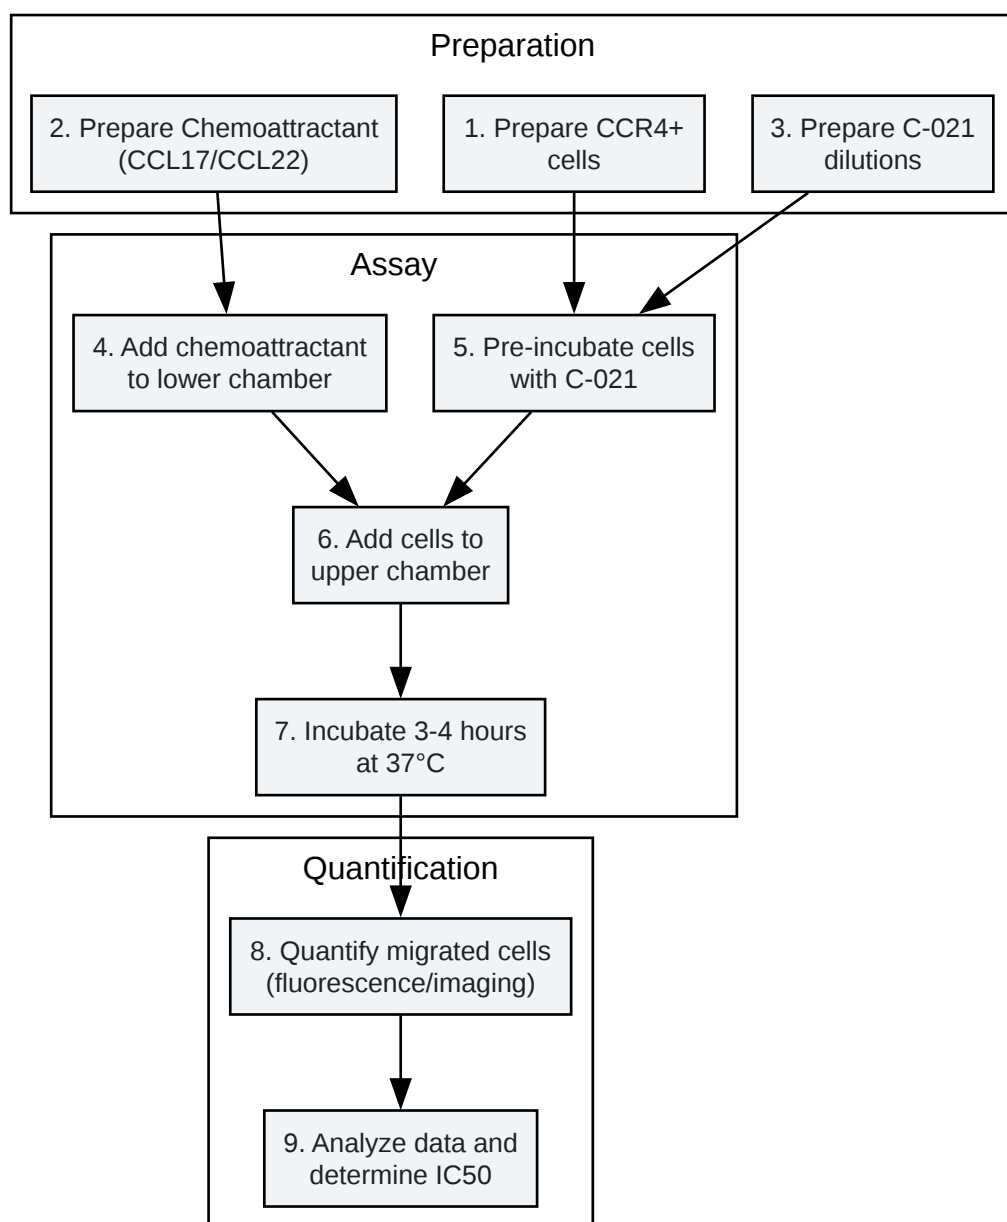 Preparation
2. Prepare Chemoattractant
(CCL17/CCL22)
1. Prepare CCR4+
cells
3. Prepare C-021
dilutions
Assay
4. Add chemoattractant
to lower chamber
5. Pre-incubate cells
with C-021
6. Add cells to
upper chamber
7. Incubate 3-4 hours
at 37°C
Quantification
8. Quantify migrated cells
(fluorescence/imaging)
9. Analyze data and
determine IC50